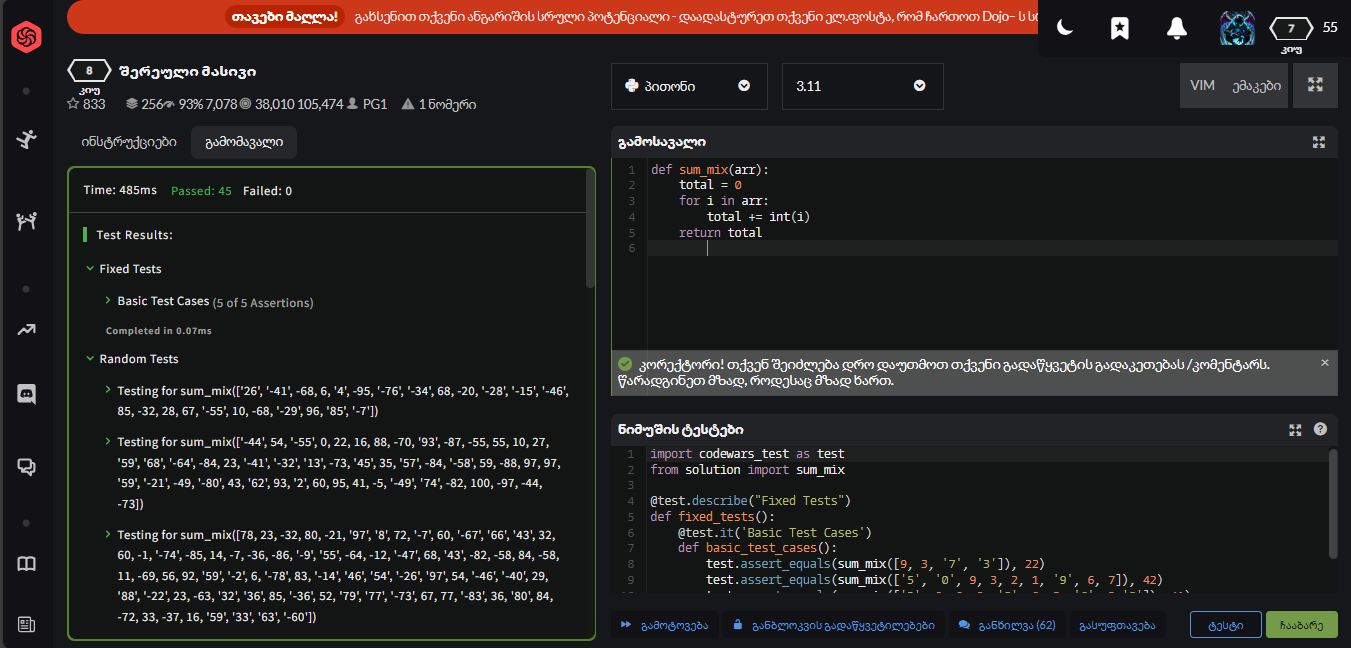 თავები მაღლა! გახსენით თქვენი ანგარიშის სრული პოტენციალი - დაადასტურეთ თქვენი ელ.ფოსტა, რომ ჩართოთ Dojo- ს
7 კიუ 55
8 კიუ შერეული მასივი
833 256 93% 7,078 38,010 105,474 PG1 1 ნომერი
პითონი 3.11 VIM ემაკები
ინსტრუქციები გამომავალი
Time: 485ms Passed: 45 Failed: 0
Test Results:
Fixed Tests
Basic Test Cases (5 of 5 Assertions)
Completed in 0.07ms
Random Tests
Testing for sum_mix(['26', '-41', -68, 6, '4', -95, '-76', '-34', 68, -20, '-28', '-15', '-46',
85, -32, 28, 67, '-55', 10, -68, '-29', 96, '85', '-7'])
Testing for sum_mix(['-44', 54, '-55', 0, 22, 16, 88, -70, '93', -87, -55, 55, 10, 27,
'59', '68', '-64', -84, 23, '-41', '-32', '13', -73, '45', 35, '57', -84, '-58', 59, -88, 97, 97,
'59', '-21', -49, '-80', 43, '62', 93, '2', 60, 95, 41, -5, '-49', '74', -82, 100, -97, -44,
-73])
Testing for sum_mix([78, 23, -32, 80, -21, '97', '8', 72, '-7', 60, '-67', '66', '43', 32,
60, -1, '-74', -85, 14, -7, -36, -86, '-9', '55', -64, -12, '-47', 68, '43', -82, -58, 84, -58,
11, -69, 56, 92, '59', '-2', 6, '-78', 83, '-14', '46', '54', '-26', '97', 54, '-46', '-40', 29,
'88', '-22', 23, -63, '32', '36', 85, '-36', 52, '79', '77', '-73', 67, 77, '-83', 36, '80', 84,
-72, 33, -37, 16, '59', '33', '63', '-60'])
გამოსავალი
1 def sum_mix(arr):
2 total = 0
3 for i in arr:
4 total += int(i)
5 return total
6
კორექტორი! თქვენ შეიძლება დრო დაუთმოთ თქვენი გადაწყვეტის გადაკეთებას /კომენტარს.
წარადგინეთ მზად, როდესაც მზად ხართ.
ნიმუშის ტესტები
1 import codewars_test as test
2 from solution import sum_mix
3
4 @test.describe("Fixed Tests")
5 def fixed_tests():
6 @test.it('Basic Test Cases')
7 def basic_test_cases():
8 test.assert_equals(sum_mix([9, 3, '7', '3']), 22)
9 test.assert_equals(sum_mix(['5', '0', 9, 3, 2, 1, '9', 6, 7]), 42)
გამოტოვება განბლოკვის გადაწყვეტილებები განხილვა (62) გასუფთავება ტესტი ჩააბარე